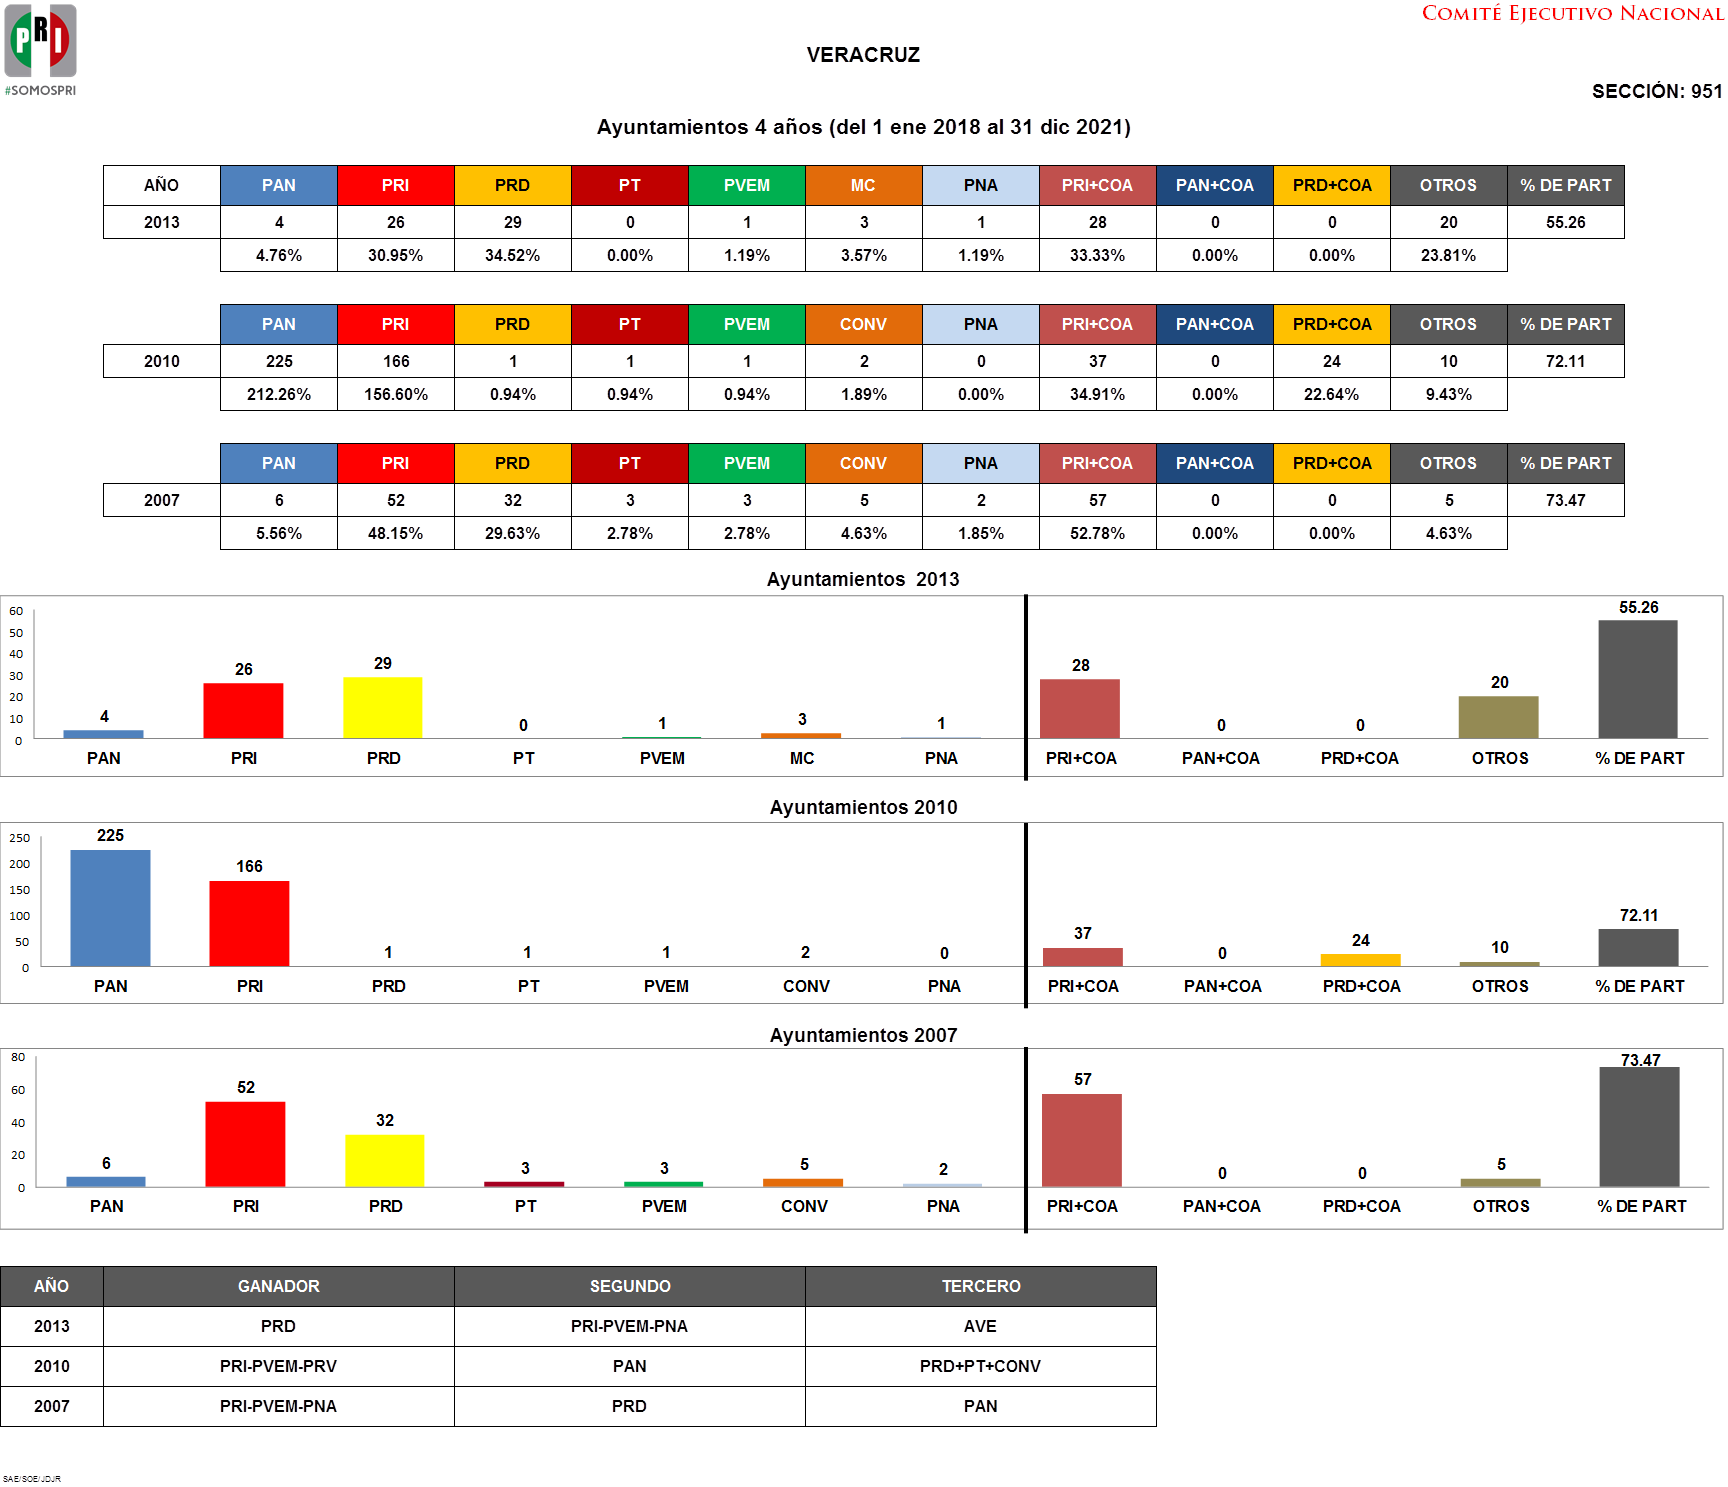 PRI
#SOMOSPRI
COMITÉ EJECUTIVO NACIONAL
VERACRUZ
SECCIÓN: 951
Ayuntamientos 4 años (del 1 ene 2018 al 31 dic 2021)
AÑO PAN PRI PRD PT PVEM MC PNA PRI+COA PAN+COA PRD+COA OTROS % DE PART
2013 4 26 29 0 1 3 1 28 0 0 20 55.26
4.76% 30.95% 34.52% 0.00% 1.19% 3.57% 1.19% 33.33% 0.00% 0.00% 23.81%
PAN PRI PRD PT PVEM CONV PNA PRI+COA PAN+COA PRD+COA OTROS % DE PART
2010 225 166 1 1 1 2 0 37 0 24 10 72.11
212.26% 156.60% 0.94% 0.94% 0.94% 1.89% 0.00% 34.91% 0.00% 22.64% 9.43%
PAN PRI PRD PT PVEM CONV PNA PRI+COA PAN+COA PRD+COA OTROS % DE PART
2007 6 52 32 3 3 5 2 57 0 0 5 73.47
5.56% 48.15% 29.63% 2.78% 2.78% 4.63% 1.85% 52.78% 0.00% 0.00% 4.63%
Ayuntamientos 2013
60
50
40
30
20
10
0
4 26 29 0 1 3 1 28 0 0 20 55.26
PAN PRI PRD PT PVEM MC PNA PRI+COA PAN+COA PRD+COA OTROS % DE PART
Ayuntamientos 2010
250
200
150
100
50
0
225 166 1 1 1 2 0 37 0 24 10 72.11
PAN PRI PRD PT PVEM CONV PNA PRI+COA PAN+COA PRD+COA OTROS % DE PART
Ayuntamientos 2007
80
60
40
20
0
6 52 32 3 3 5 2 57 0 0 5 73.47
PAN PRI PRD PT PVEM CONV PNA PRI+COA PAN+COA PRD+COA OTROS % DE PART
AÑO GANADOR SEGUNDO TERCERO
2013 PRD PRI-PVEM-PNA AVE
2010 PRI-PVEM-PRV PAN PRD+PT+CONV
2007 PRI-PVEM-PNA PRD PAN
SAE/SOE/JDJR